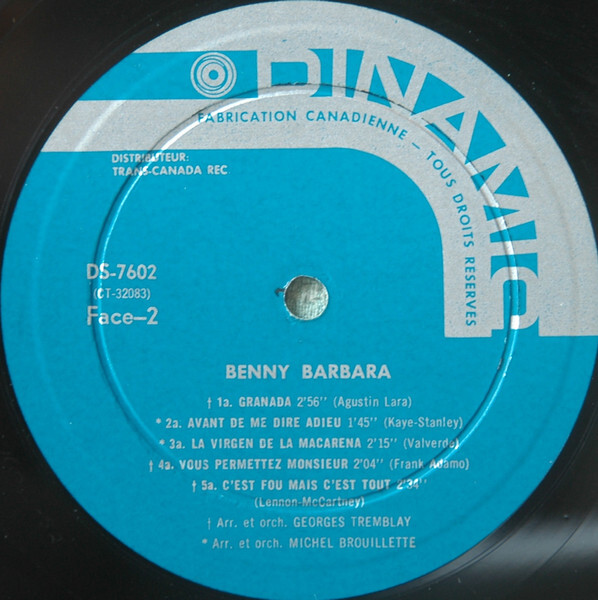 DINAMO
FABRICATION CANADIENNE — TOUS DROITS RESERVES
DISTRIBUTEUR:
TRANS-CANADA REC
DS-7602
(CT-32083)
Face—2
BENNY BARBARA
† 1a. GRANADA 2'56'' (Agustin Lara)
* 2a. AVANT DE ME DIRE ADIEU 1'45'' (Kaye-Stanley)
* 3a. LA VIRGEN DE LA MACARENA 2'15'' (Valverde)
† 4a. VOUS PERMETTEZ MONSIEUR 2'04'' (Frank Adamo)
† 5a. C'EST FOU MAIS C'EST TOUT 2'34''
(Lennon-McCartney)
† Arr. et orch. GEORGES TREMBLAY
* Arr. et orch. MICHEL BROUILLETTE